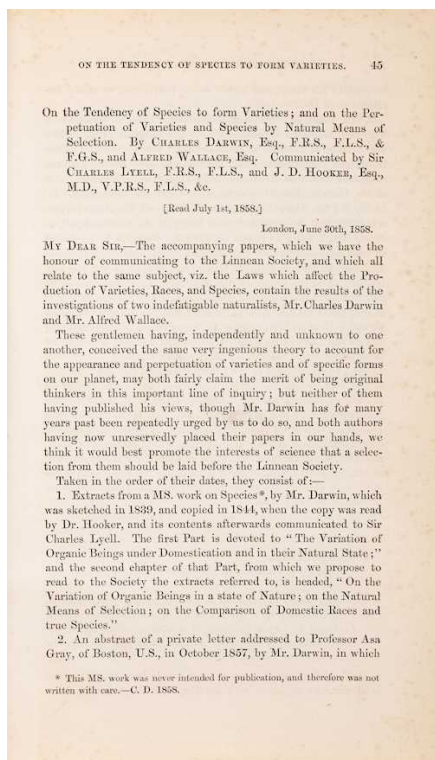 ON THE TENDENCY OF SPECIES TO FORM VARIETIES. 45
On the Tendency of Species to form Varieties; and on the Per-
petuation of Varieties and Species by Natural Means of
Selection. By CHARLES DARWIN, Esq., F.R.S., F.L.S., &
F.G.S., and ALFRED WALLACE, Esq. Communicated by Sir
CHARLES LYELL, F.R.S., F.L.S., and J. D. HOOKER, Esq.,
M.D., V.P.R.S., F.L.S., &c.
[Read July 1st, 1858.]
London, June 30th, 1858.
MY DEAR SIR,—The accompanying papers, which we have the
honour of communicating to the Linnean Society, and which all
relate to the same subject, viz. the Laws which affect the Pro-
duction of Varieties, Races, and Species, contain the results of the
investigations of two indefatigable naturalists, Mr. Charles Darwin
and Mr. Alfred Wallace.
These gentlemen having, independently and unknown to one
another, conceived the same very ingenious theory to account for
the appearance and perpetuation of varieties and of specific forms
on our planet, may both fairly claim the merit of being original
thinkers in this important line of inquiry; but neither of them
having published his views, though Mr. Darwin has for many
years past been repeatedly urged by us to do so, and both authors
having now unreservedly placed their papers in our hands, we
think it would best promote the interests of science that a selec-
tion from them should be laid before the Linnean Society.
Taken in the order of their dates, they consist of:—
1. Extracts from a MS. work on Species*, by Mr. Darwin, which
was sketched in 1839, and copied in 1844, when the copy was read
by Dr. Hooker, and its contents afterwards communicated to Sir
Charles Lyell. The first Part is devoted to "The Variation of
Organic Beings under Domestication and in their Natural State;"
and the second chapter of that Part, from which we propose to
read to the Society the extracts referred to, is headed, "On the
Variation of Organic Beings in a state of Nature; on the Natural
Means of Selection; on the Comparison of Domestic Races and
true Species."
2. An abstract of a private letter addressed to Professor Asa
Gray, of Boston, U.S., in October 1857, by Mr. Darwin, in which
* This MS. work was never intended for publication, and therefore was not
written with care.—C. D. 1858.